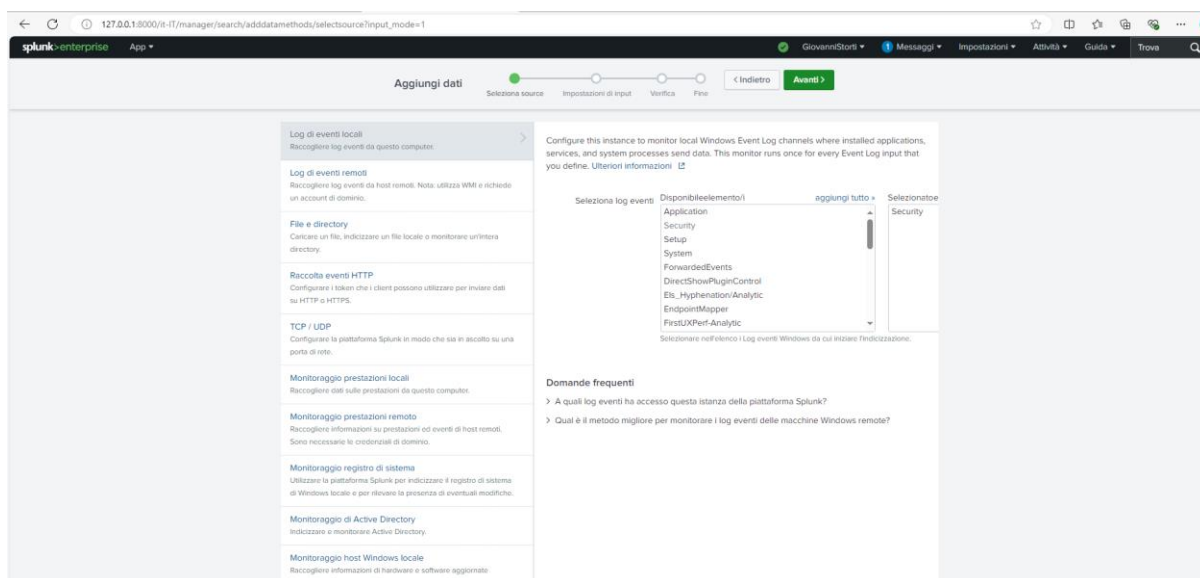 127.0.0.1:8000/it-IT/manager/search/adddatamethods/selectsource?input_mode=1
splunk>enterprise App
GiovanniStorti
1 Messaggi
Impostazioni
Attività
Guida
Trova
Aggiungi dati
Seleziona source
Impostazioni di input
Verifica
Fine
< Indietro
Avanti >
Log di eventi locali
Raccogliere log eventi da questo computer.
Log di eventi remoti
Raccogliere log eventi da host remoti. Nota: utilizza WMI e richiede
un account di dominio.
File e directory
Caricare un file, indicizzare un file locale o monitorare un'intera
directory.
Raccolta eventi HTTP
Configurare i token che i client possono utilizzare per inviare dati
su HTTP o HTTPS.
TCP / UDP
Configurare la piattaforma Splunk in modo che sia in ascolto su una
porta di rete.
Monitoraggio prestazioni locali
Raccogliere dati sulle prestazioni da questo computer.
Monitoraggio prestazioni remoto
Raccogliere informazioni su prestazioni ed eventi di host remoti.
Sono necessarie le credenziali di dominio.
Monitoraggio registro di sistema
Utilizzare la piattaforma Splunk per indicizzare il registro di sistema
di Windows locale e per rilevare la presenza di eventuali modifiche.
Monitoraggio di Active Directory
Indicizzare e monitorare Active Directory.
Monitoraggio host Windows locale
Raccogliere informazioni di hardware e software aggiornate
Configure this instance to monitor local Windows Event Log channels where installed applications,
services, and system processes send data. This monitor runs once for every Event Log input that
you define. Ulteriori informazioni
Seleziona log eventi
Disponibileelemento/i
aggiungi tutto »
Selezionatoe
Application
Security
Setup
System
ForwardedEvents
DirectShowPluginControl
Els_Hyphenation/Analytic
EndpointMapper
FirstUXPerf-Analytic
Security
Selezionare nell'elenco i Log eventi Windows da cui iniziare l'indicizzazione.
Domande frequenti
> A quali log eventi ha accesso questa istanza della piattaforma Splunk?
> Qual è il metodo migliore per monitorare i log eventi delle macchine Windows remote?